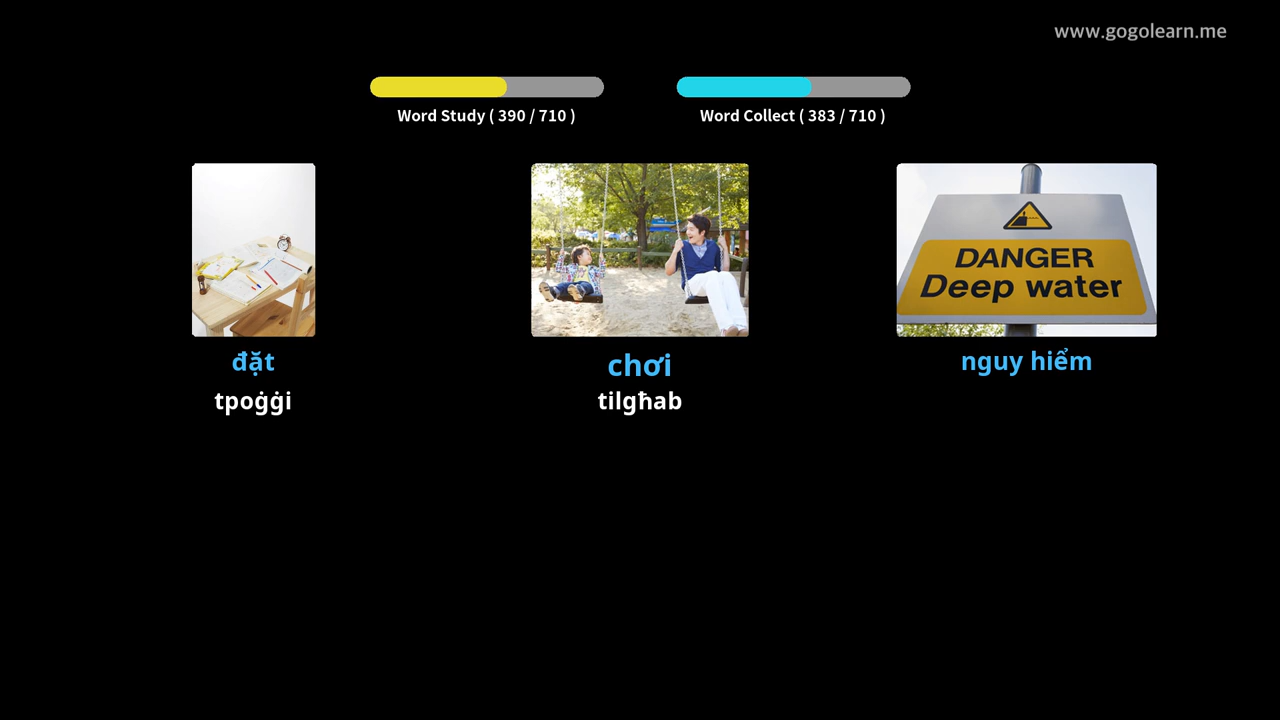 www.gogolearn.me
Word Study ( 390 / 710 )
Word Collect ( 383 / 710 )
DANGER
Deep water
đặt
chơi
nguy hiểm
tpoġġi
tilgħab